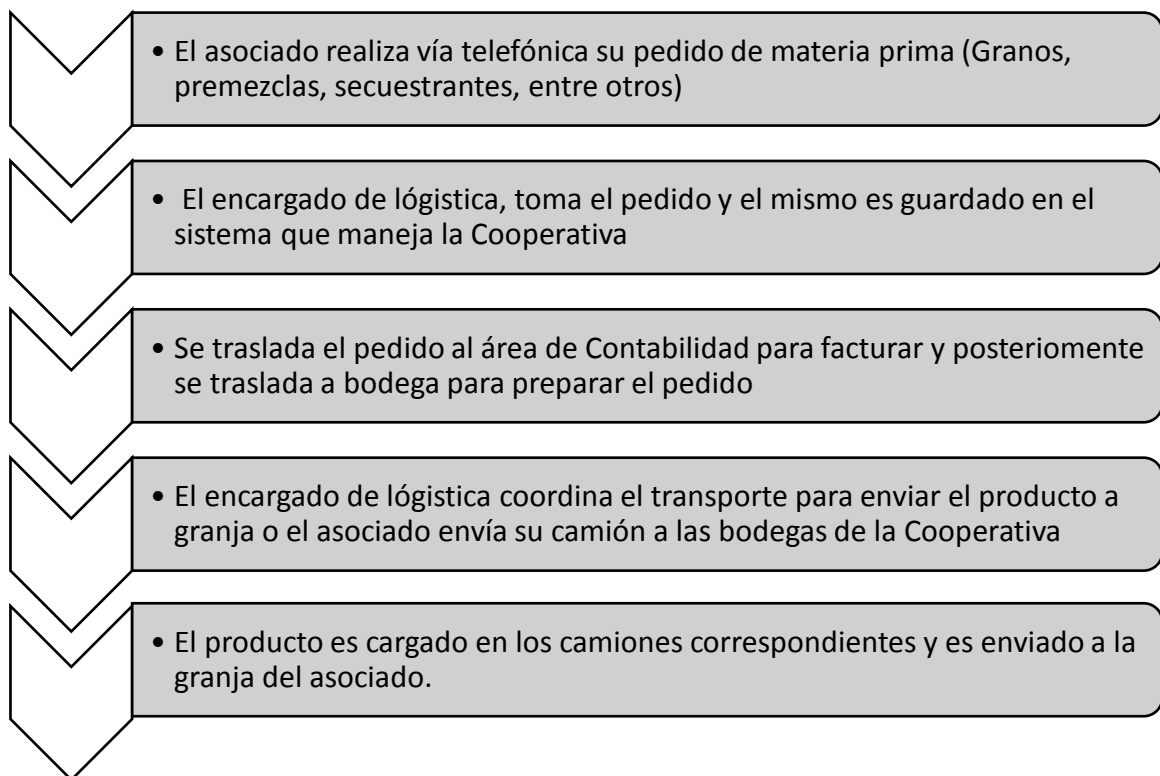 • El asociado realiza vía telefónica su pedido de materia prima (Granos,
premezclas, secuestrantes, entre otros)
• El encargado de lógistica, toma el pedido y el mismo es guardado en el
sistema que maneja la Cooperativa
• Se traslada el pedido al área de Contabilidad para facturar y posteriomente
se traslada a bodega para preparar el pedido
• El encargado de lógistica coordina el transporte para enviar el producto a
granja o el asociado envía su camión a las bodegas de la Cooperativa
• El producto es cargado en los camiones correspondientes y es enviado a la
granja del asociado.